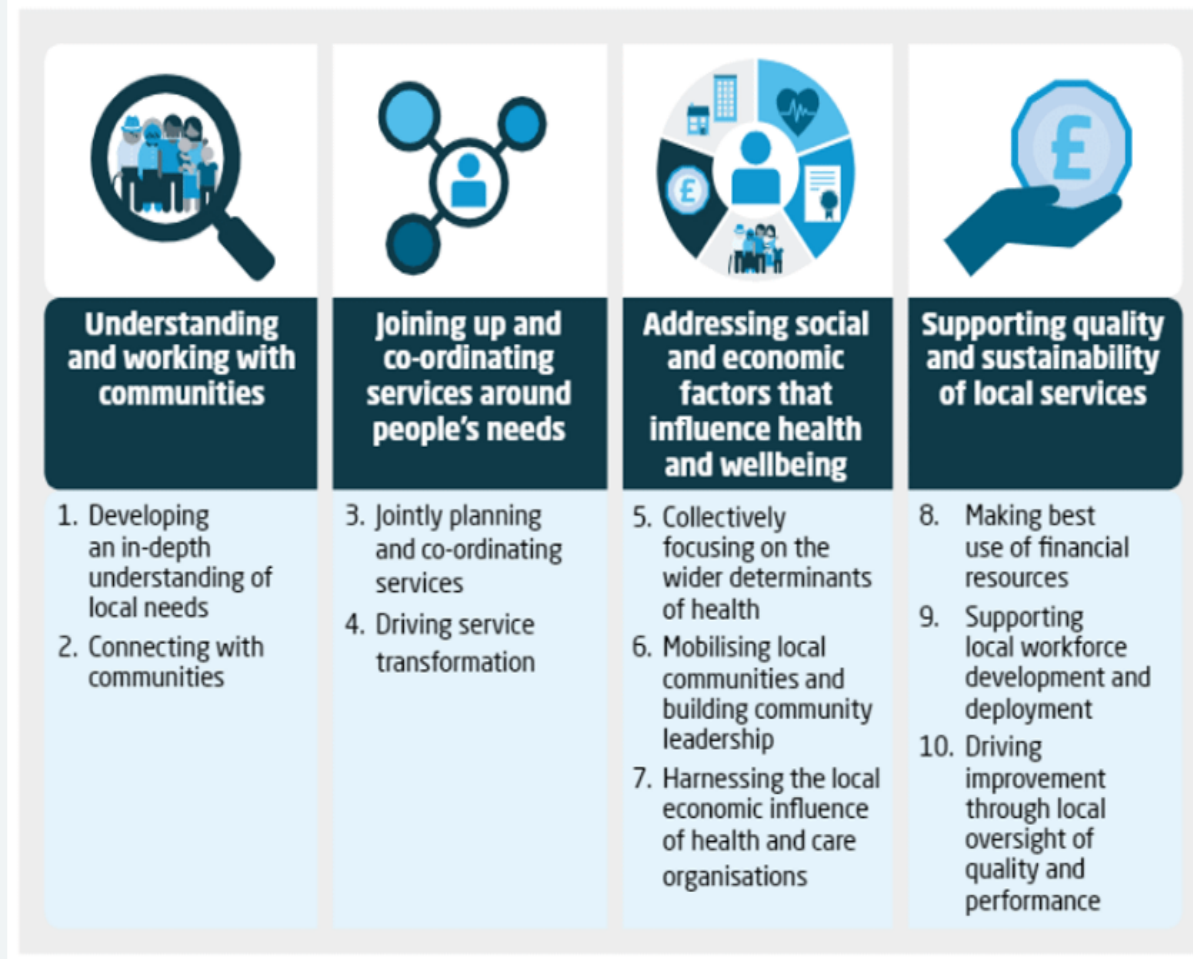 £
£
Understanding
and working with
communities
1. Developing
an in-depth
understanding of
local needs
2. Connecting with
communities
Joining up and
co-ordinating
services around
people's needs
3. Jointly planning
and co-ordinating
services
4. Driving service
transformation
Addressing social
and economic
factors that
influence health
and wellbeing
5. Collectively
focusing on the
wider determinants
of health
6. Mobilising local
communities and
building community
leadership
7. Harnessing the local
economic influence
of health and care
organisations
Supporting quality
and sustainability
of local services
8. Making best
use of financial
resources
9. Supporting
local workforce
development and
deployment
10. Driving
improvement
through local
oversight of
quality and
performance